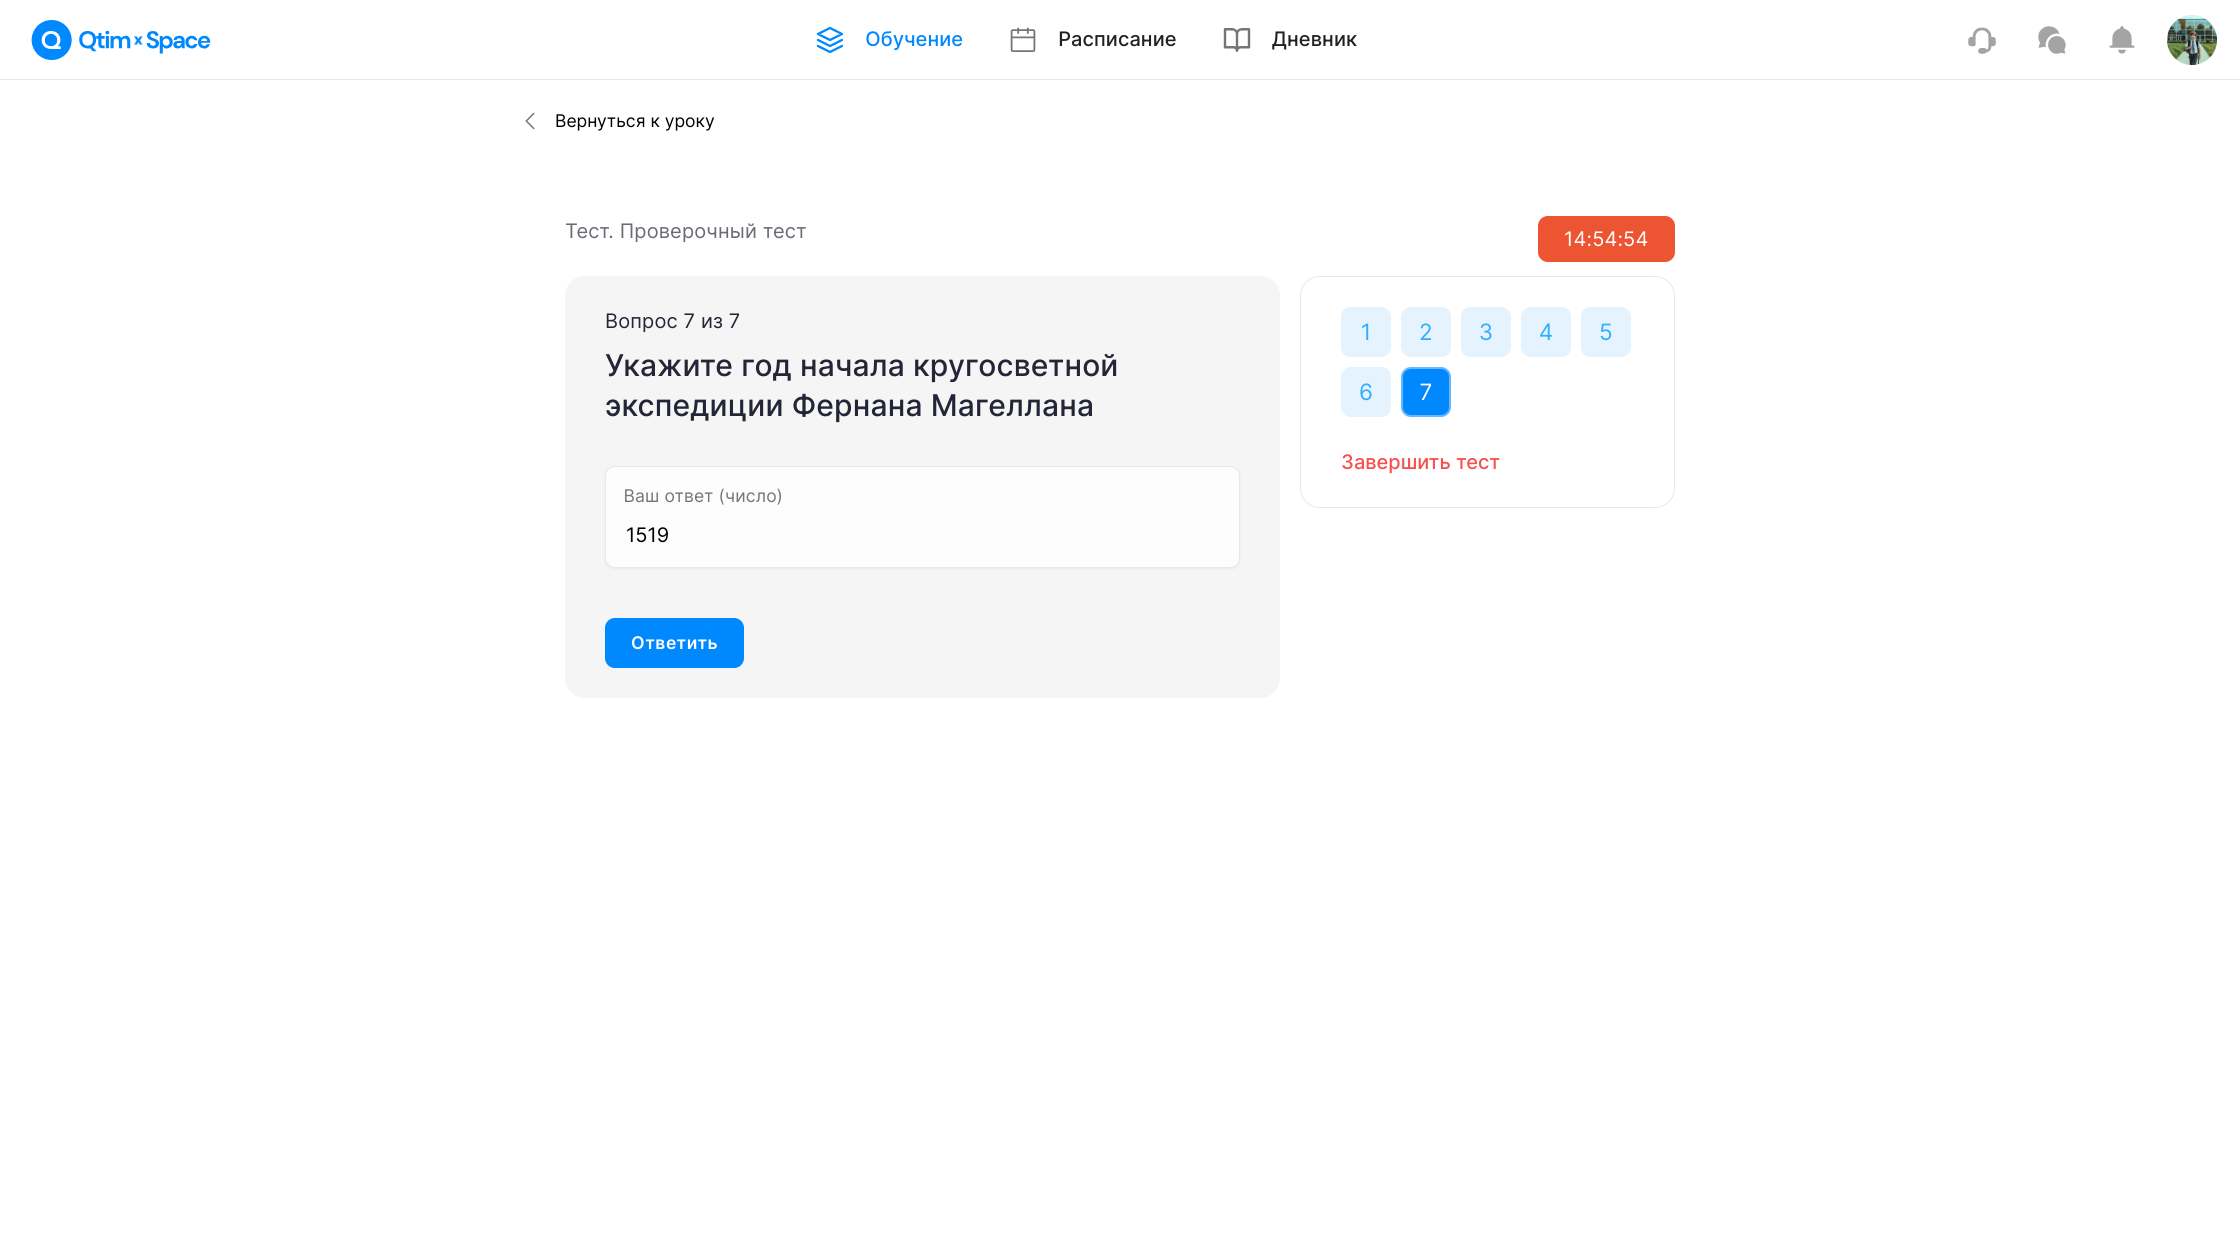 Qtim x Space
Обучение
Расписание
Дневник
Вернуться к уроку
Тест. Проверочный тест
14:54:54
Вопрос 7 из 7
Укажите год начала кругосветной
экспедиции Фернана Магеллана
Ваш ответ (число)
1519
Ответить
1 2 3 4 5
6 7
Завершить тест